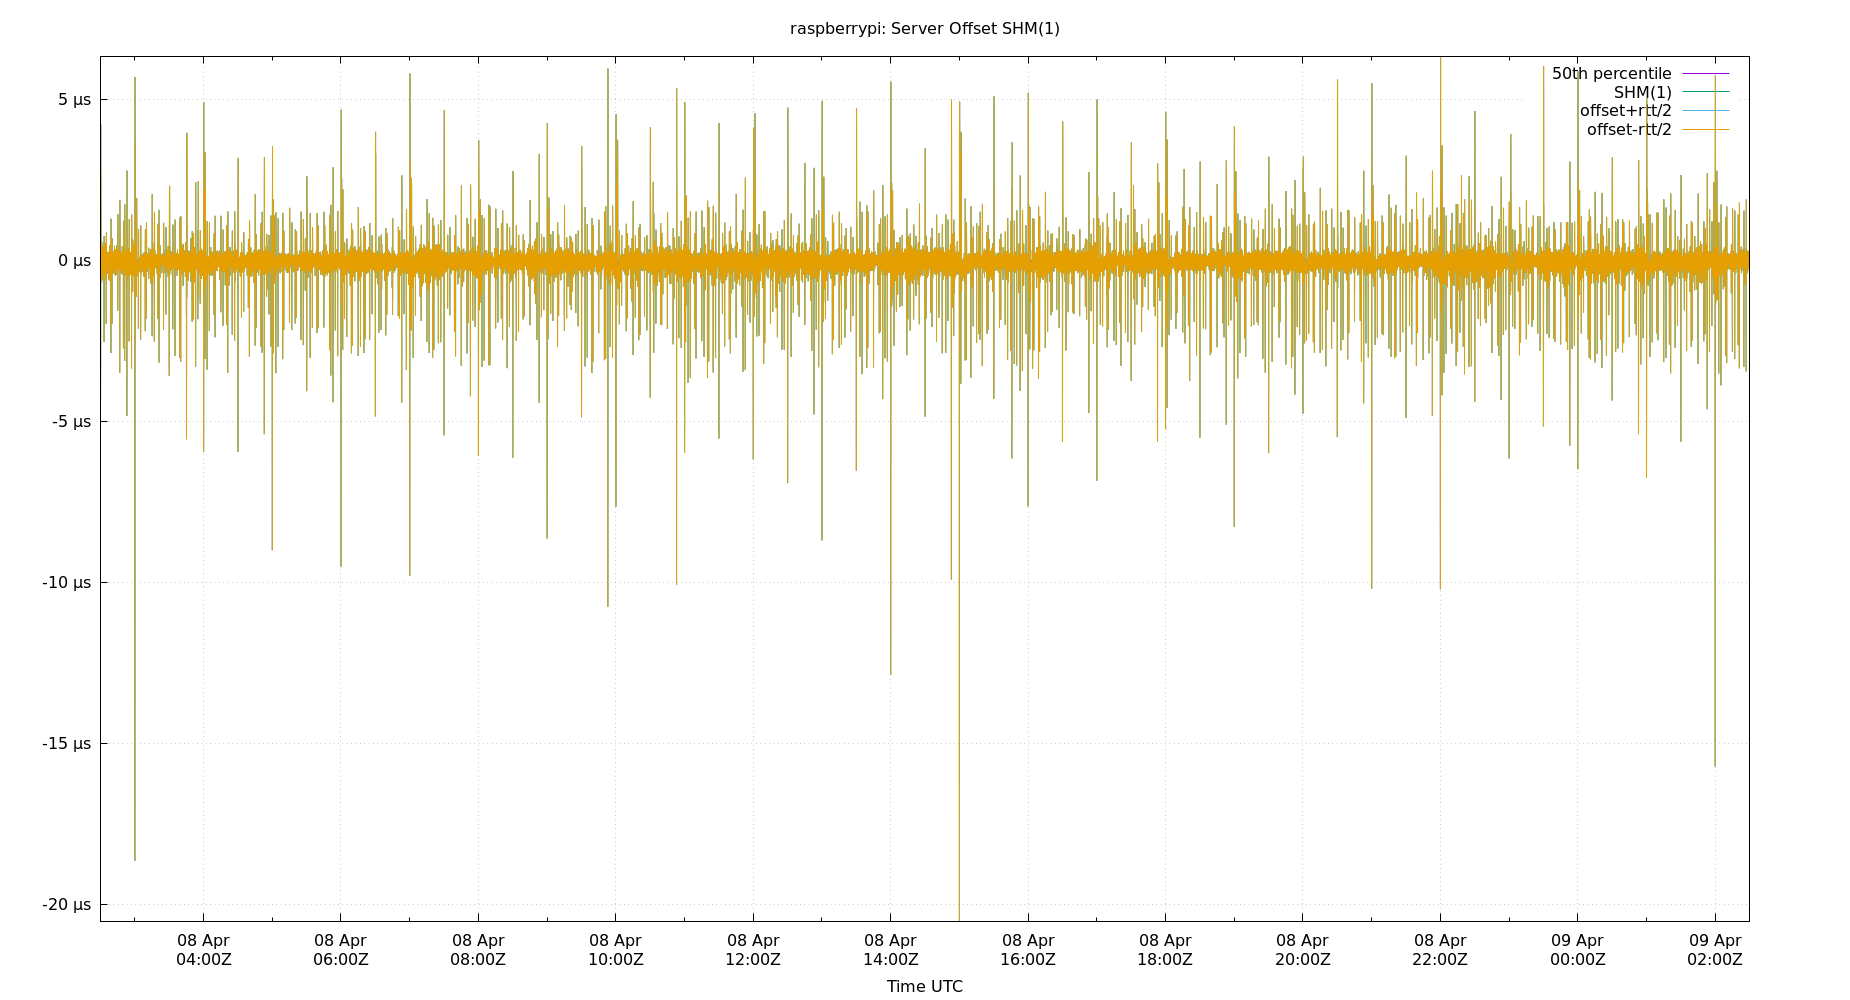 raspberrypi: Server Offset SHM(1)
50th percentile
SHM(1)
offset+rtt/2
offset-rtt/2
5 µs
0 µs
-5 µs
-10 µs
-15 µs
-20 µs
08 Apr 08 Apr 08 Apr 08 Apr 08 Apr 08 Apr 08 Apr 08 Apr 08 Apr 08 Apr 09 Apr 09 Apr
04:00Z 06:00Z 08:00Z 10:00Z 12:00Z 14:00Z 16:00Z 18:00Z 20:00Z 22:00Z 00:00Z 02:00Z
Time UTC